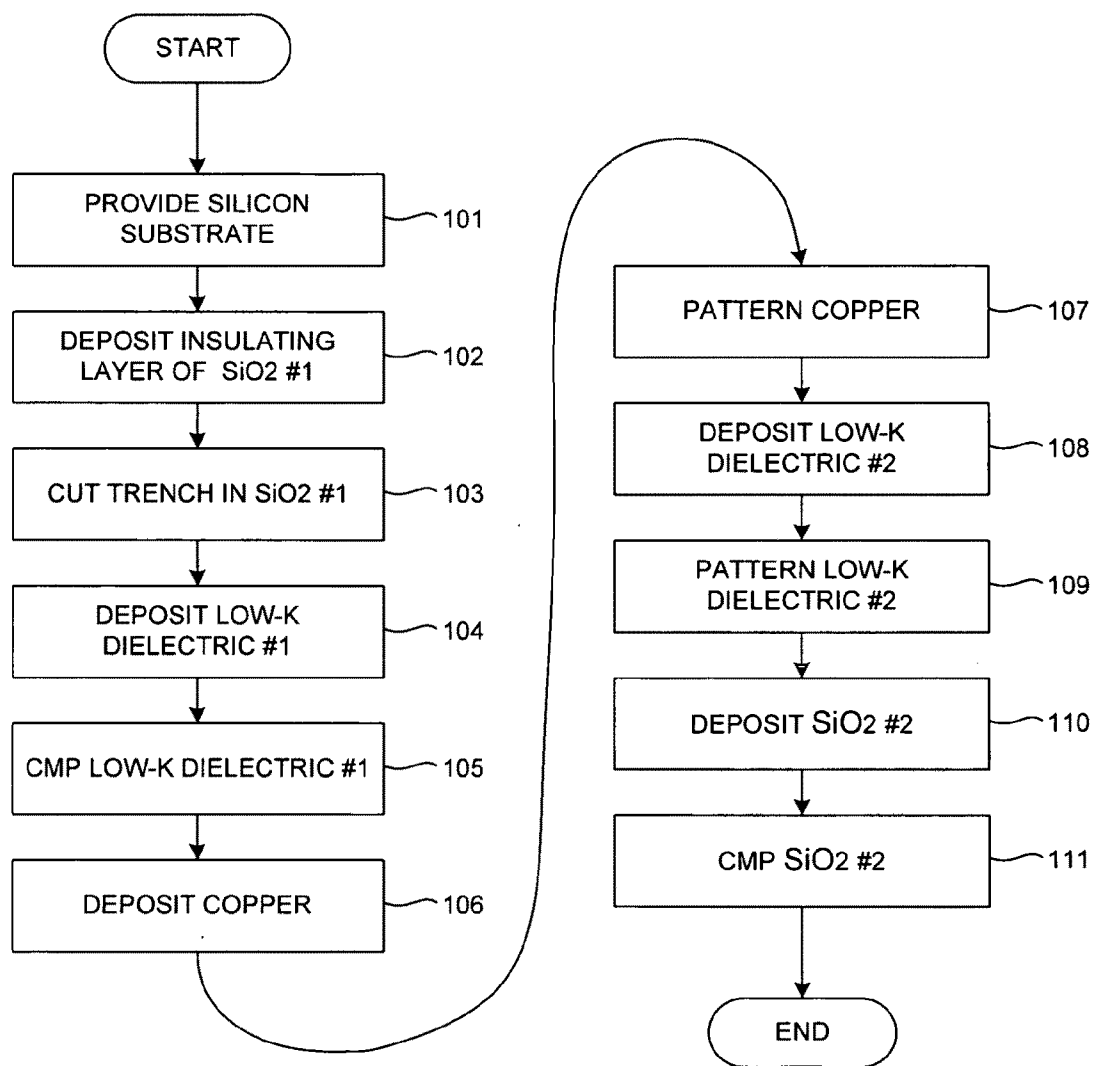 START
PROVIDE SILICON
SUBSTRATE
101
DEPOSIT INSULATING
LAYER OF SiO2 #1
102
CUT TRENCH IN SiO2 #1
103
DEPOSIT LOW-K
DIELECTRIC #1
104
CMP LOW-K DIELECTRIC #1
105
DEPOSIT COPPER
106
PATTERN COPPER
107
DEPOSIT LOW-K
DIELECTRIC #2
108
PATTERN LOW-K
DIELECTRIC #2
109
DEPOSIT SiO2 #2
110
CMP SiO2 #2
111
END